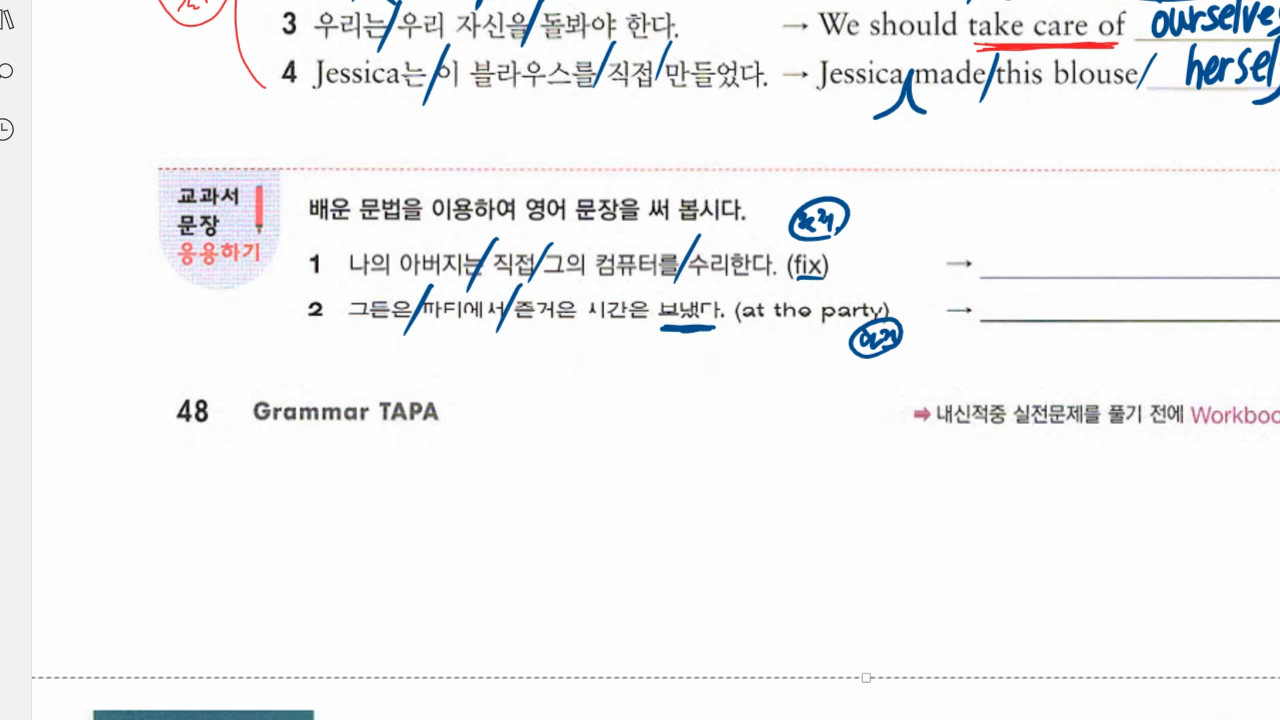 3 우리는 우리 자신을 돌봐야 한다. → We should take care of ourselves
4 Jessica는 이 블라우스를 직접 만들었다. → Jessica made this blouse
교과서
문장
응용하기
배운 문법을 이용하여 영어 문장을 써 봅시다.
1 나의 아버지는 직접 그의 컴퓨터를 수리한다. (fix) →
2 그들은 파티에서 즐거운 시간을 보냈다. (at the party) →
48 Grammar TAPA
➡ 내신적중 실전문제를 풀기 전에